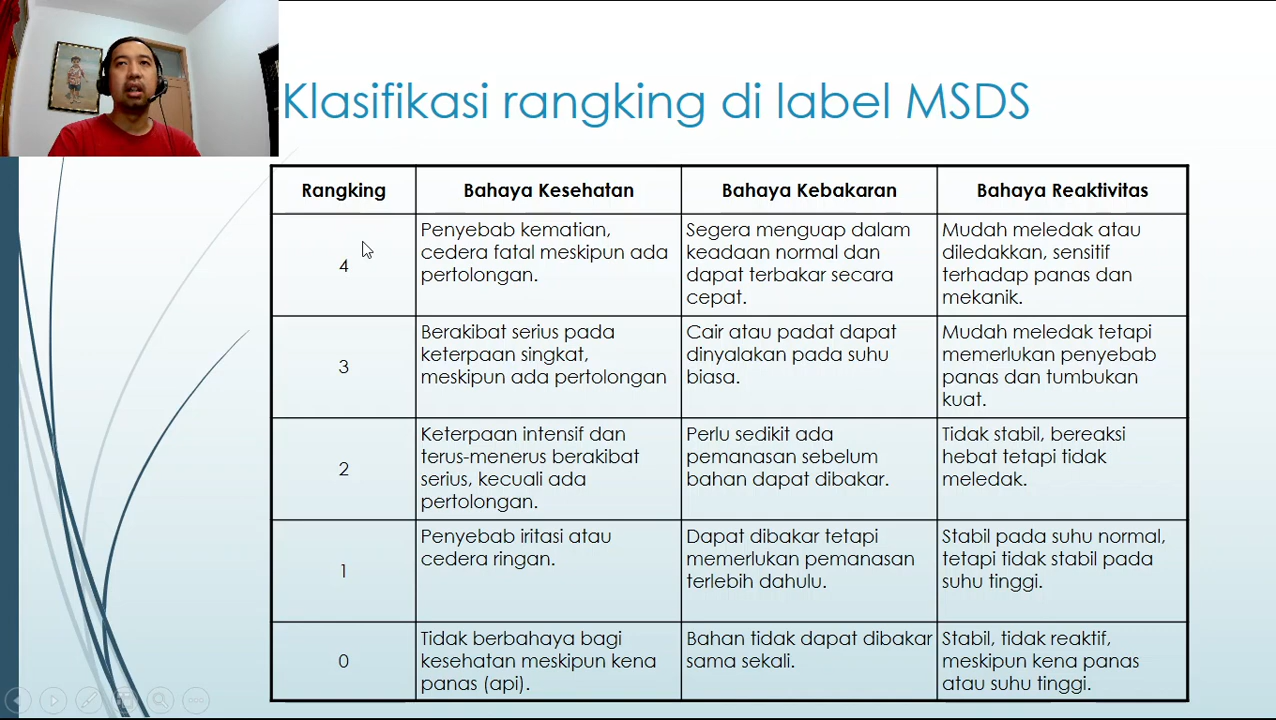 Klasifikasi rangking di label MSDS
Rangking
Bahaya Kesehatan
Bahaya Kebakaran
Bahaya Reaktivitas
4
Penyebab kematian,
cedera fatal meskipun ada
pertolongan.
Segera menguap dalam
keadaan normal dan
dapat terbakar secara
cepat.
Mudah meledak atau
diledakkan, sensitif
terhadap panas dan
mekanik.
3
Berakibat serius pada
keterpaan singkat,
meskipun ada pertolongan
Cair atau padat dapat
dinyalakan pada suhu
biasa.
Mudah meledak tetapi
memerlukan penyebab
panas dan tumbukan
kuat.
2
Keterpaan intensif dan
terus-menerus berakibat
serius, kecuali ada
pertolongan.
Perlu sedikit ada
pemanasan sebelum
bahan dapat dibakar.
Tidak stabil, bereaksi
hebat tetapi tidak
meledak.
1
Penyebab iritasi atau
cedera ringan.
Dapat dibakar tetapi
memerlukan pemanasan
terlebih dahulu.
Stabil pada suhu normal,
tetapi tidak stabil pada
suhu tinggi.
0
Tidak berbahaya bagi
kesehatan meskipun kena
panas (api).
Bahan tidak dapat dibakar
sama sekali.
Stabil, tidak reaktif,
meskipun kena panas
atau suhu tinggi.